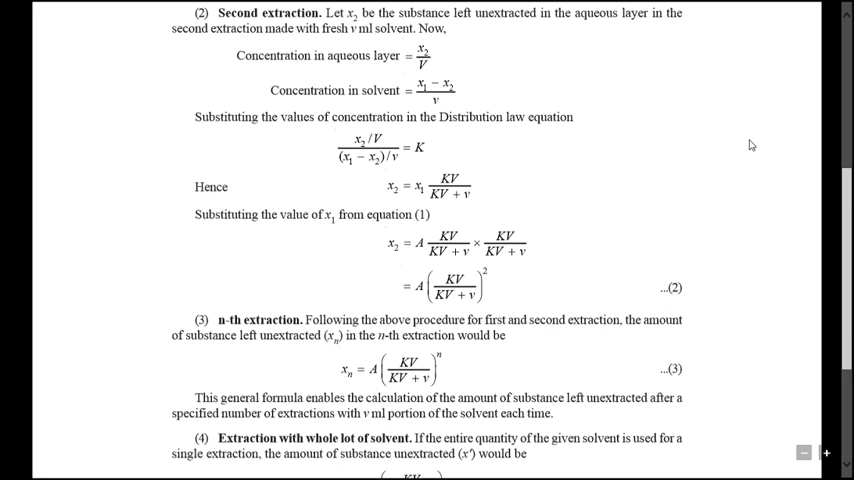 (2) Second extraction. Let x₂ be the substance left unextracted in the aqueous layer in the
second extraction made with fresh v ml solvent. Now,
Concentration in aqueous layer = x₂/V
Concentration in solvent = (x₁ − x₂)/v
Substituting the values of concentration in the Distribution law equation
(x₂/V)/((x₁ − x₂)/v) = K
Hence x₂ = x₁ KV/(KV + v)
Substituting the value of x₁ from equation (1)
x₂ = A KV/(KV + v) × KV/(KV + v)
= A (KV/(KV + v))² ...(2)
(3) n-th extraction. Following the above procedure for first and second extraction, the amount
of substance left unextracted (xₙ) in the n-th extraction would be
xₙ = A (KV/(KV + v))ⁿ ...(3)
This general formula enables the calculation of the amount of substance left unextracted after a
specified number of extractions with v ml portion of the solvent each time.
(4) Extraction with whole lot of solvent. If the entire quantity of the given solvent is used for a
single extraction, the amount of substance unextracted (x′) would be